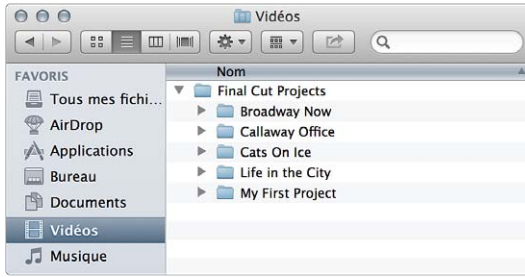 Vidéos
FAVORIS
Tous mes fichi...
AirDrop
Applications
Bureau
Documents
Vidéos
Musique
Nom
Final Cut Projects
Broadway Now
Callaway Office
Cats On Ice
Life in the City
My First Project